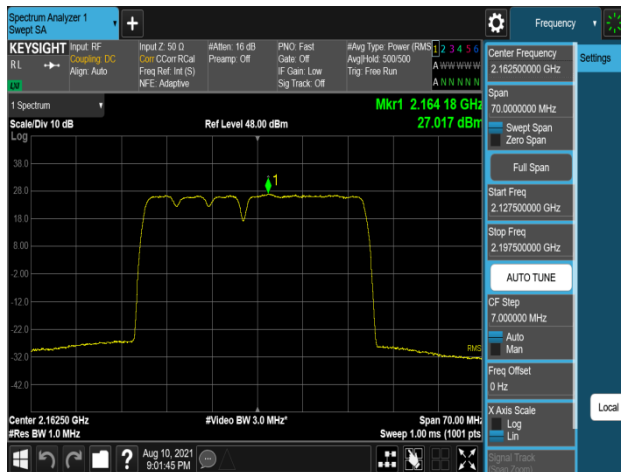 Spectrum Analyzer 1
Swept SA
Frequency
KEYSIGHT
RL
Input: RF
Coupling: DC
Align: Auto
Input Z: 50 Ω
Corr CCorr RCal
Freq Ref: Int (S)
NFE: Adaptive
#Atten: 16 dB
Preamp: Off
PNO: Fast
Gate: Off
IF Gain: Low
Sig Track: Off
#Avg Type: Power (RMS
Avg|Hold: 500/500
Trig: Free Run
1 2 3 4 5 6
A W W W W W
A N N N N N
1 Spectrum
Scale/Div 10 dB
Ref Level 48.00 dBm
Mkr1 2.164 18 GHz
27.017 dBm
Log
38.0
28.0
18.0
8.00
-2.00
-12.0
-22.0
-32.0
-42.0
1
RMS
Center 2.16250 GHz
#Res BW 1.0 MHz
#Video BW 3.0 MHz*
Span 70.00 MHz
Sweep 1.00 ms (1001 pts
Aug 10, 2021
9:01:45 PM
Center Frequency
2.162500000 GHz
Settings
Span
70.0000000 MHz
Swept Span
Zero Span
Full Span
Start Freq
2.127500000 GHz
Stop Freq
2.197500000 GHz
AUTO TUNE
CF Step
7.000000 MHz
Auto
Man
Freq Offset
0 Hz
X Axis Scale
Log
Lin
Local
Signal Track
(Span Zoom)